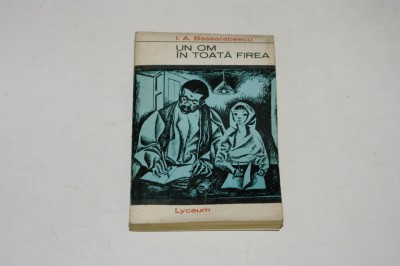 I. A. Bassarabescu
UN OM
ÎN TOATĂ FIREA
Lyceum